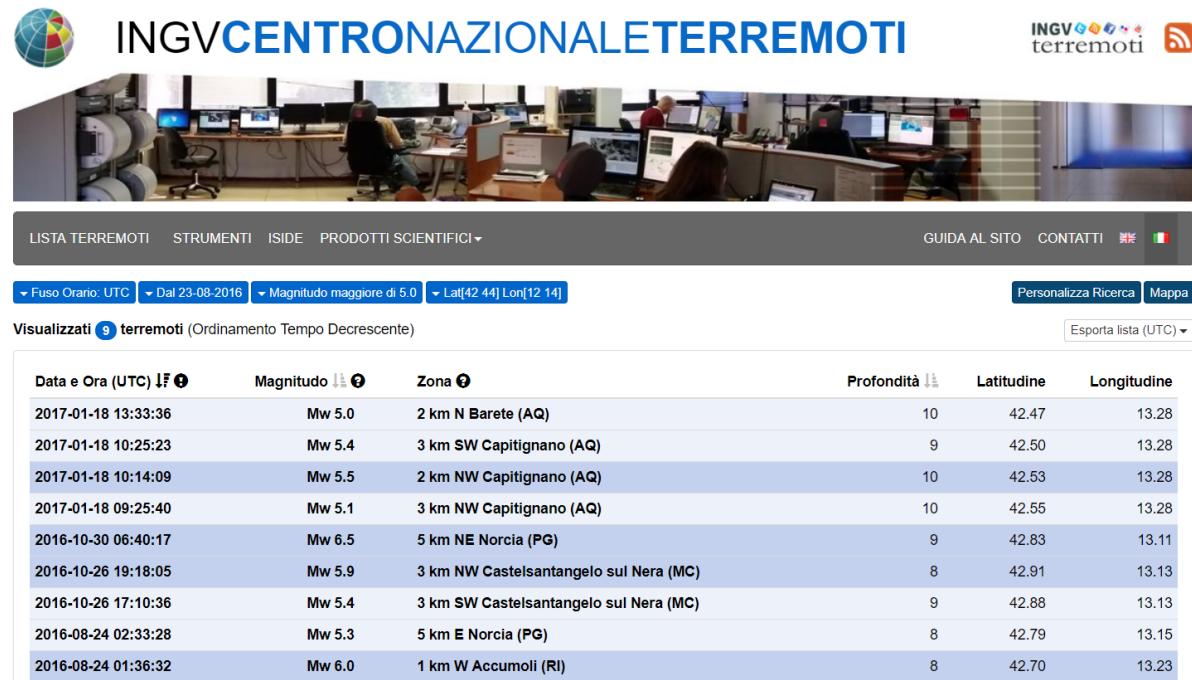 INGVCENTRONAZIONALETERREMOTI
INGV
terremoti
LISTA TERREMOTI STRUMENTI ISIDE PRODOTTI SCIENTIFICI GUIDA AL SITO CONTATTI
Fuso Orario: UTC Dal 23-08-2016 Magnitudo maggiore di 5.0 Lat[42 44] Lon[12 14] Personalizza Ricerca Mappa
Visualizzati 9 terremoti (Ordinamento Tempo Decrescente) Esporta lista (UTC)
Data e Ora (UTC) Magnitudo Zona Profondità Latitudine Longitudine
2017-01-18 13:33:36 Mw 5.0 2 km N Barete (AQ) 10 42.47 13.28
2017-01-18 10:25:23 Mw 5.4 3 km SW Capitignano (AQ) 9 42.50 13.28
2017-01-18 10:14:09 Mw 5.5 2 km NW Capitignano (AQ) 10 42.53 13.28
2017-01-18 09:25:40 Mw 5.1 3 km NW Capitignano (AQ) 10 42.55 13.28
2016-10-30 06:40:17 Mw 6.5 5 km NE Norcia (PG) 9 42.83 13.11
2016-10-26 19:18:05 Mw 5.9 3 km NW Castelsantangelo sul Nera (MC) 8 42.91 13.13
2016-10-26 17:10:36 Mw 5.4 3 km SW Castelsantangelo sul Nera (MC) 9 42.88 13.13
2016-08-24 02:33:28 Mw 5.3 5 km E Norcia (PG) 8 42.79 13.15
2016-08-24 01:36:32 Mw 6.0 1 km W Accumoli (RI) 8 42.70 13.23